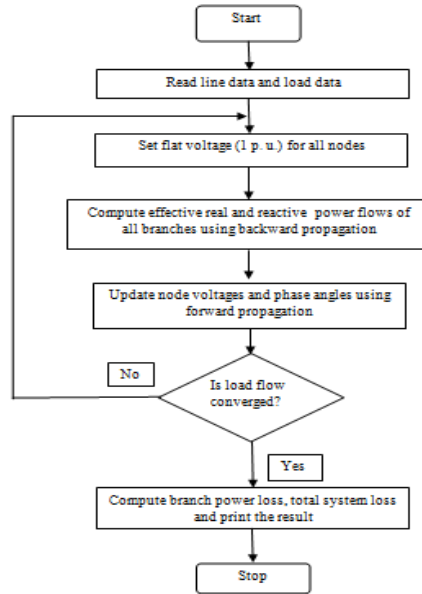 Start
Read line data and load data
Set flat voltage (1 p. u.) for all nodes
Compute effective real and reactive power flows of
all branches using backward propagation
Update node voltages and phase angles using
forward propagation
No
Is load flow
converged?
Yes
Compute branch power loss, total system loss
and print the result
Stop